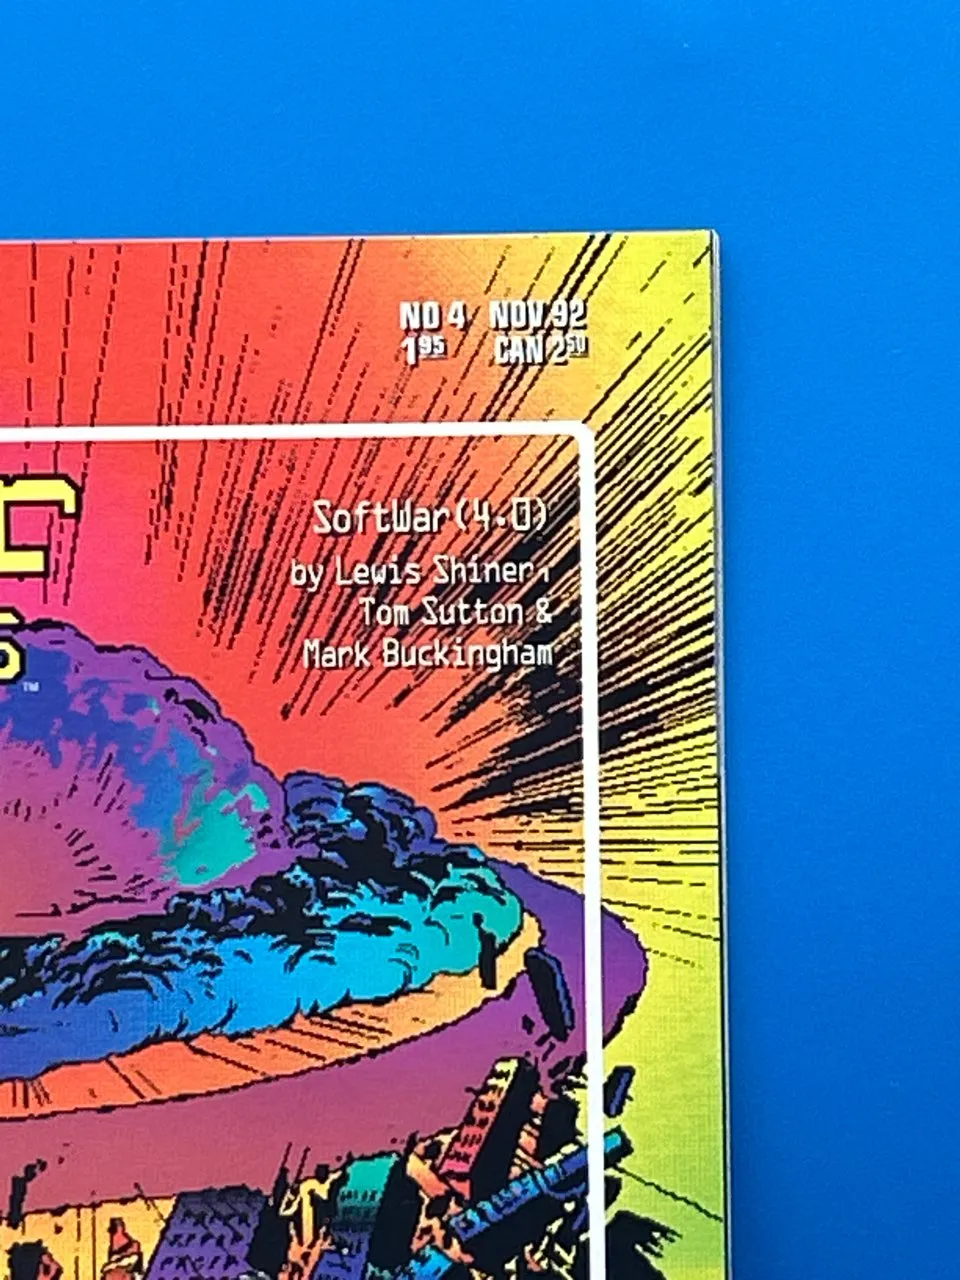 NO 4 NOV. 92
1 95 CAN 2 50
SoftWar(4.0)
by Lewis Shiner,
Tom Sutton &
Mark Buckingham
r
s
TM